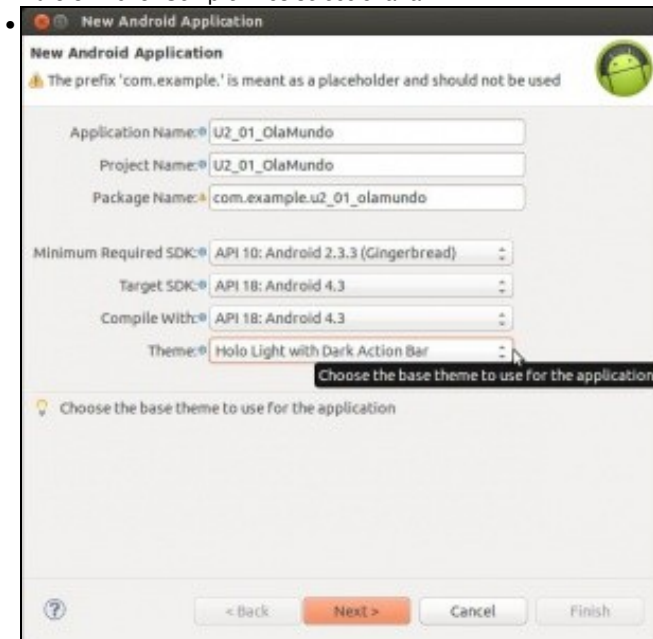 New Android Application
New Android Application
The prefix 'com.example.' is meant as a placeholder and should not be used
Application Name: U2_01_OlaMundo
Project Name: U2_01_OlaMundo
Package Name: com.example.u2_01_olamundo
Minimum Required SDK: API 10: Android 2.3.3 (Gingerbread)
Target SDK: API 18: Android 4.3
Compile With: API 18: Android 4.3
Theme: Holo Light with Dark Action Bar
Choose the base theme to use for the application
Choose the base theme to use for the application
? < Back Next > Cancel Finish